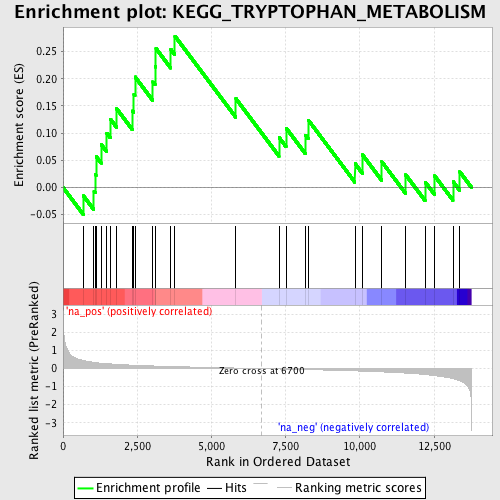 Enrichment plot: KEGG_TRYPTOPHAN_METABOLISM
Enrichment score (ES)
0.25
0.20
0.15
0.10
0.05
0.00
-0.05
'na_pos' (positively correlated)
Ranked list metric (PreRanked)
3
2
1
0
-1
-2
-3
Zero cross at 6700
'na_neg' (negatively correlated)
0
2,500
5,000
7,500
10,000
12,500
Rank in Ordered Dataset
Enrichment profile
Hits
Ranking metric scores